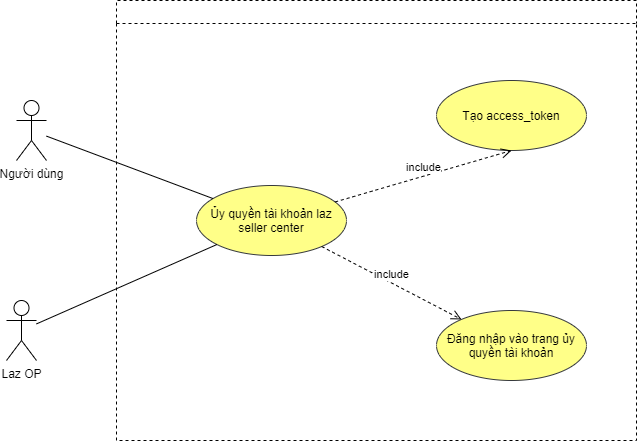 Tạo access_token
Người dùng
include
Ủy quyền tài khoản laz
seller center
include
Đăng nhập vào trang ủy
quyền tài khoản
Laz OP